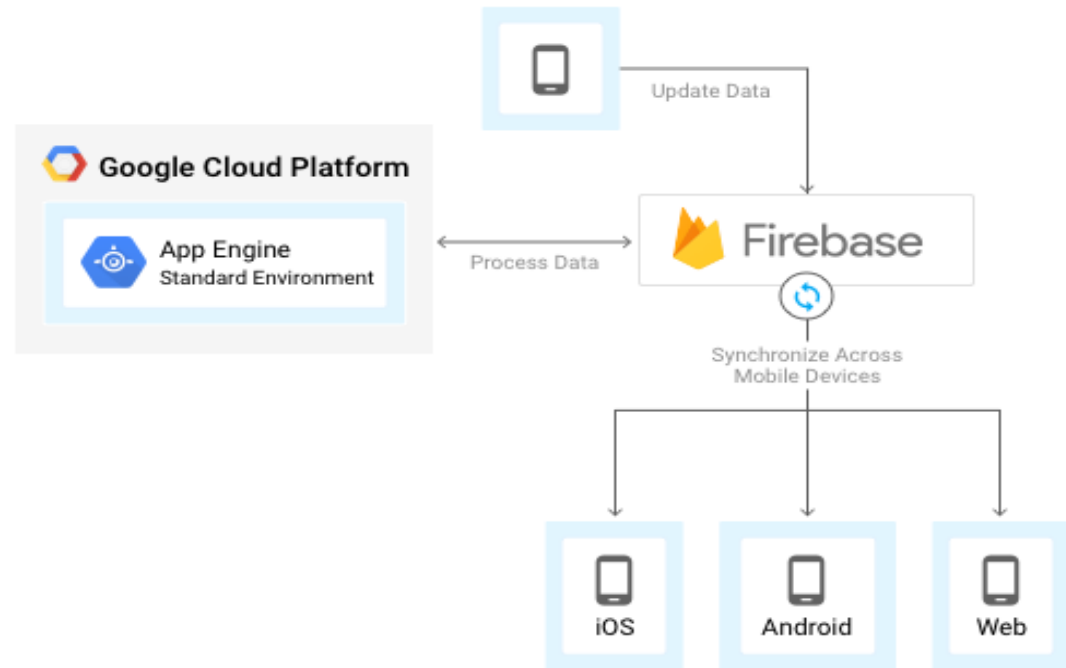 Update Data
Google Cloud Platform
App Engine
Standard Environment
Process Data
Firebase
Synchronize Across
Mobile Devices
iOS
Android
Web